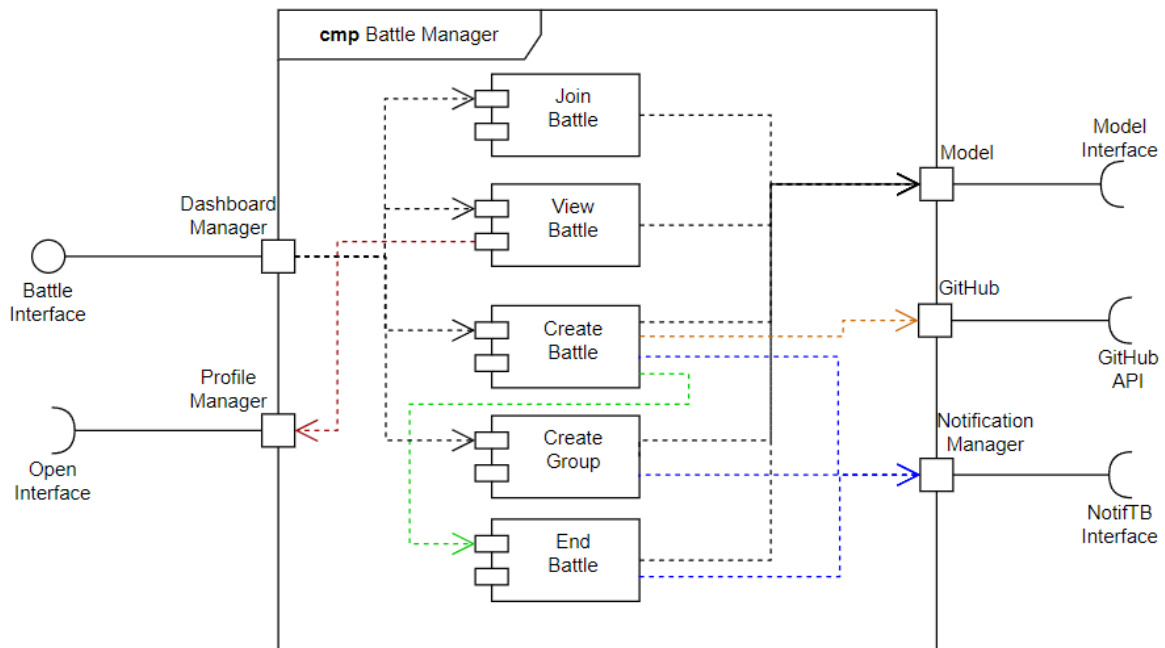 cmp Battle Manager
Join
Battle
View
Battle
Create
Battle
Create
Group
End
Battle
Dashboard
Manager
Battle
Interface
Profile
Manager
Open
Interface
Model
Model
Interface
GitHub
GitHub
API
Notification
Manager
NotifTB
Interface